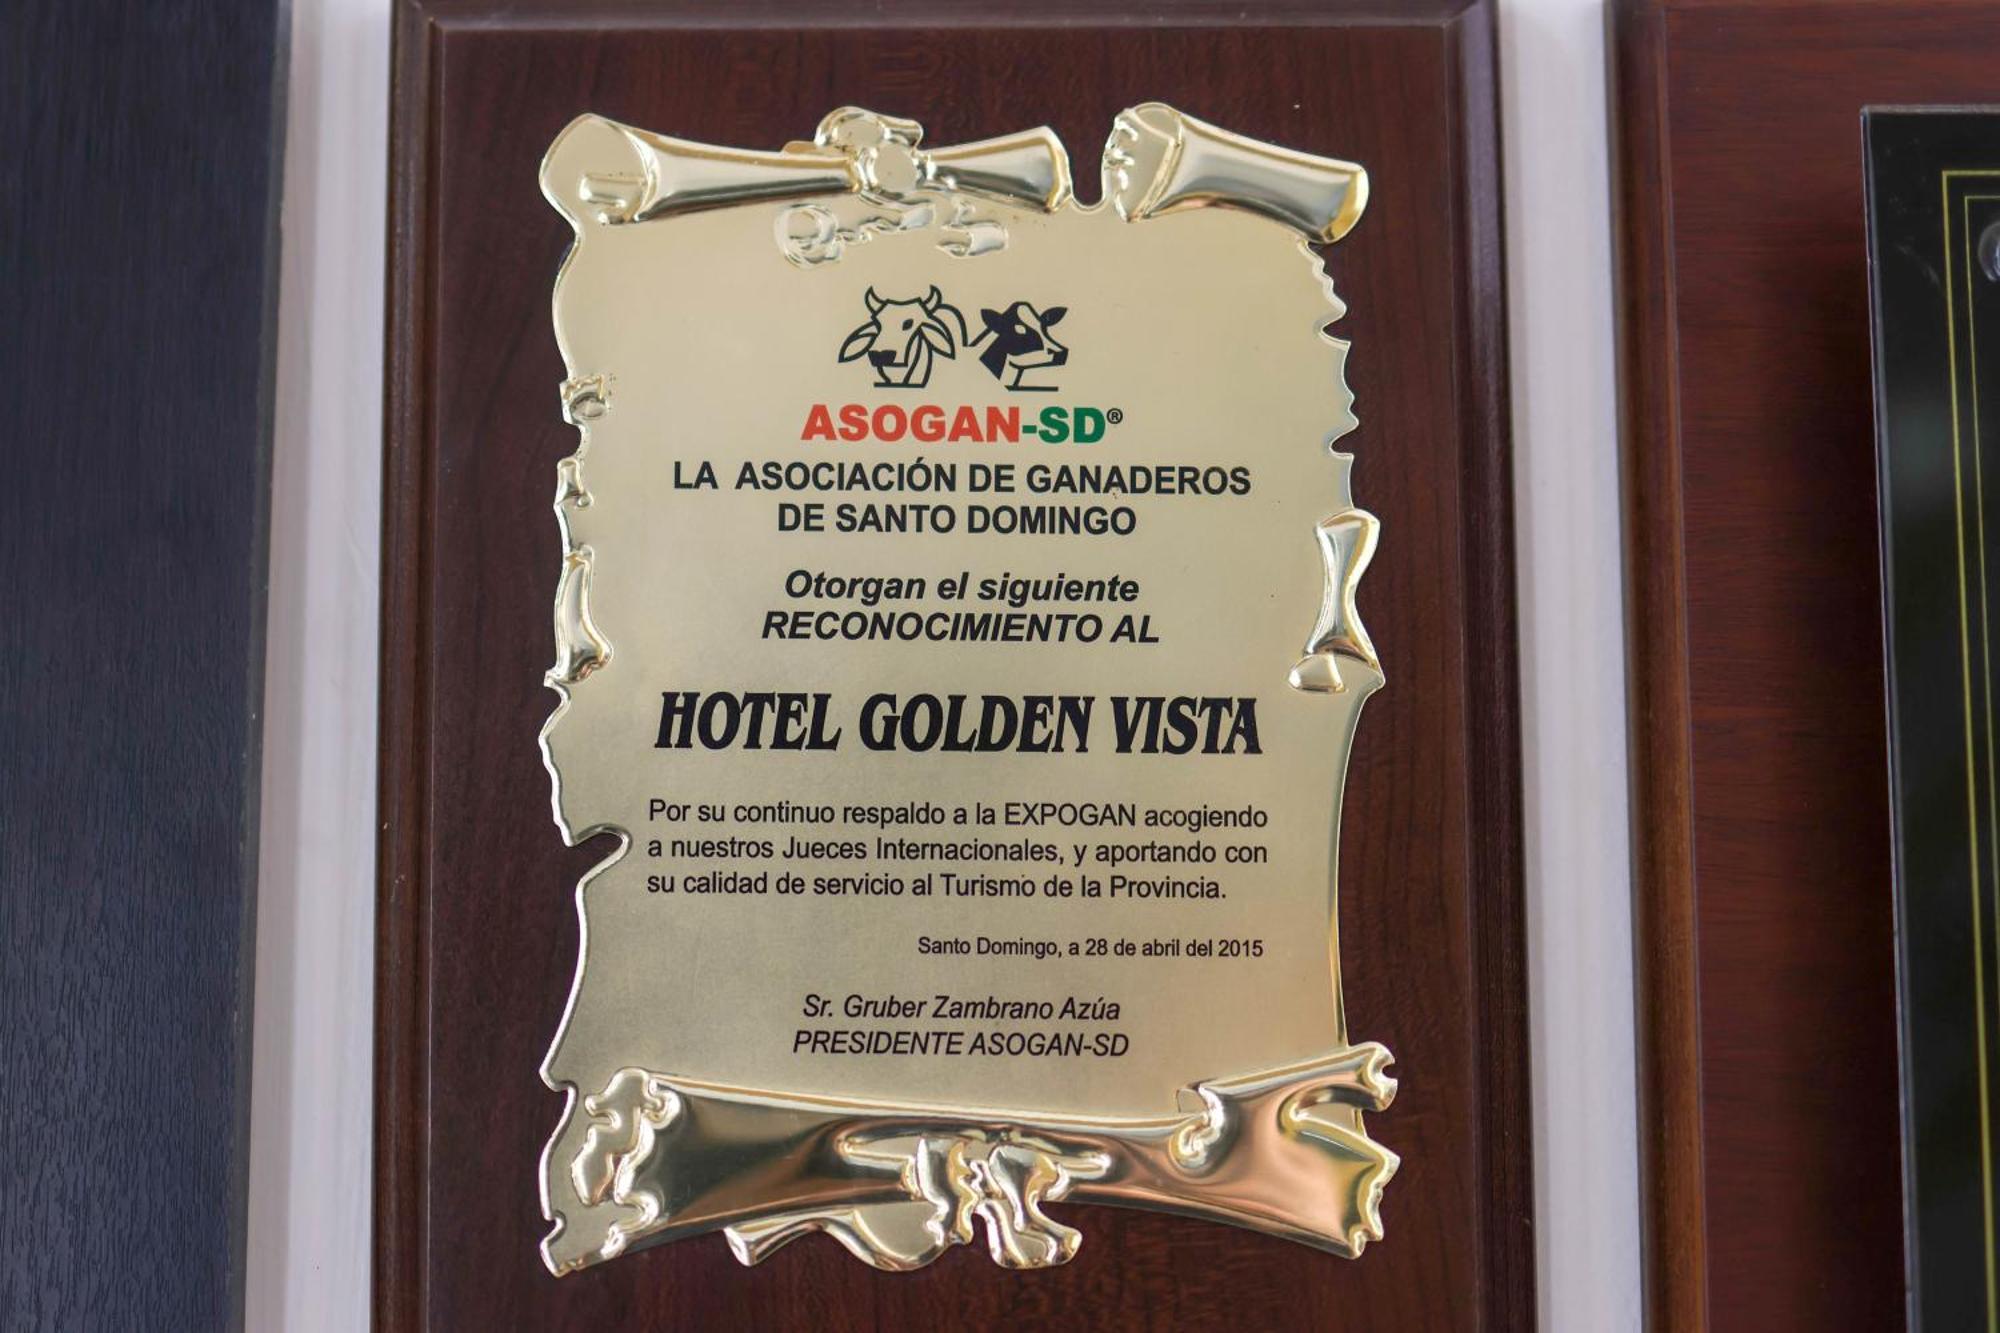 ASOGAN-SD®
LA ASOCIACIÓN DE GANADEROS
DE SANTO DOMINGO
Otorgan el siguiente
RECONOCIMIENTO AL
HOTEL GOLDEN VISTA
Por su continuo respaldo a la EXPOGAN acogiendo
a nuestros Jueces Internacionales, y aportando con
su calidad de servicio al Turismo de la Provincia.
Santo Domingo, a 28 de abril del 2015
Sr. Gruber Zambrano Azúa
PRESIDENTE ASOGAN-SD